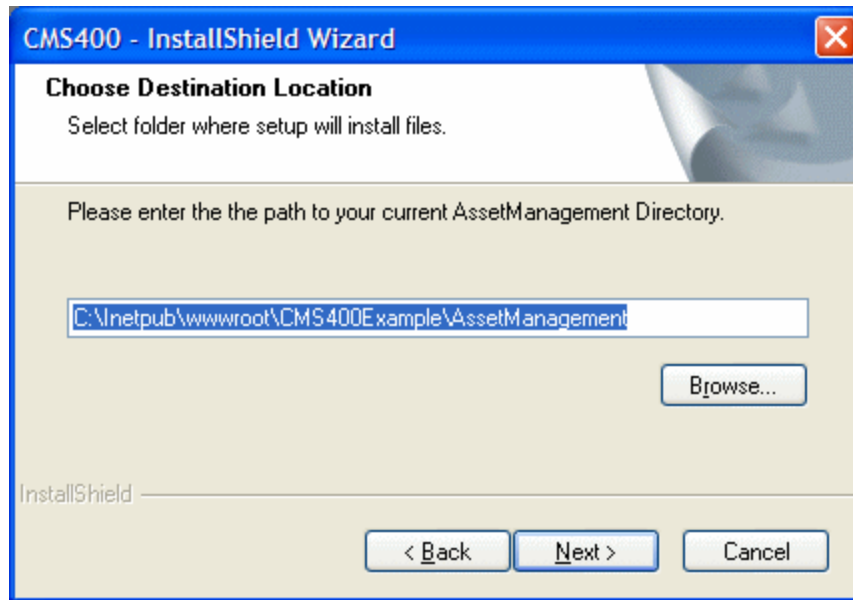 CMS400 - InstallShield Wizard
Choose Destination Location
Select folder where setup will install files.
Please enter the the path to your current AssetManagement Directory.
C:\Inetpub\wwwroot\CMS400Example\AssetManagement
Browse...
InstallShield
< Back Next > Cancel